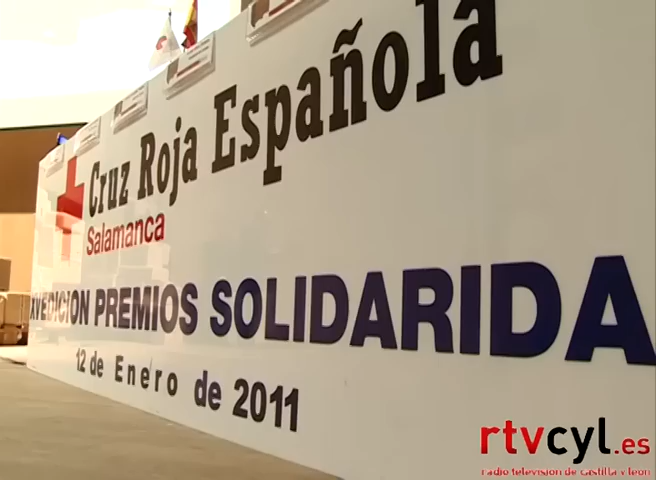 Cruz Roja Española
Salamanca
XV EDICION PREMIOS SOLIDARIDA
12 de Enero de 2011
rtvcyl.es
radio television de castilla y leon